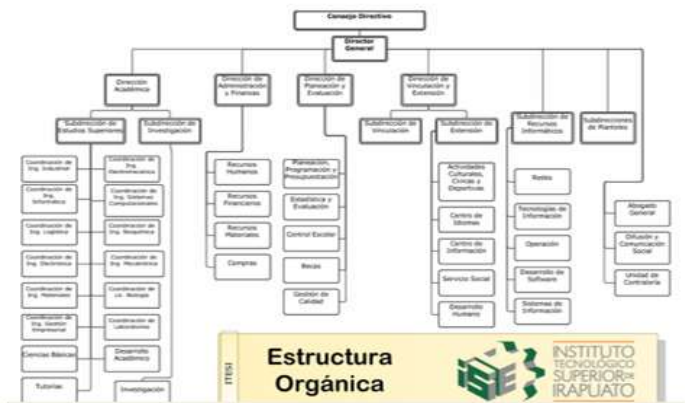 Consejo Directivo
Director
General
Dirección
Académica
Dirección de
Administración
y Finanzas
Dirección de
Planeación y
Evaluación
Dirección de
Vinculación y
Extensión
Subdirección de
Estudios Superiores
Subdirección de
Investigación
Subdirección de
Vinculación
Subdirección de
Extensión
Subdirección de
Recursos
Informáticos
Subdirecciones
de Planteles
Coordinación de
Ing. Industrial
Coordinación de
Ing.
Electromecánica
Coordinación de
Ing.
Informática
Coordinación de
Ing. Sistemas
Computacionales
Coordinación de
Ing. Logística
Coordinación de
Ing. Bioquímica
Coordinación de
Ing. Electrónica
Coordinación de
Ing. Mecatrónica
Coordinación de
Ing. Materiales
Coordinación de
Lic. Biología
Coordinación de
Ing. Gestión
Empresarial
Coordinación de
Laboratorios
Ciencias Básicas
Desarrollo
Académico
Tutorías
Investigación
Recursos
Humanos
Recursos
Financieros
Recursos
Materiales
Compras
Planeación,
Programación y
Presupuestación
Estadística y
Evaluación
Control Escolar
Becas
Gestión de
Calidad
Actividades
Culturales,
Cívicas y
Deportivas
Centro de
Idiomas
Centro de
Información
Servicio Social
Desarrollo
Humano
Redes
Tecnologías de
Información
Operación
Desarrollo de
Software
Sistemas de
Información
Abogado
General
Difusión y
Comunicación
Social
Unidad de
Contraloría
ITESI
Estructura
Orgánica
INSTITUTO
TECNOLÓGICO
SUPERIOR DE
IRAPUATO